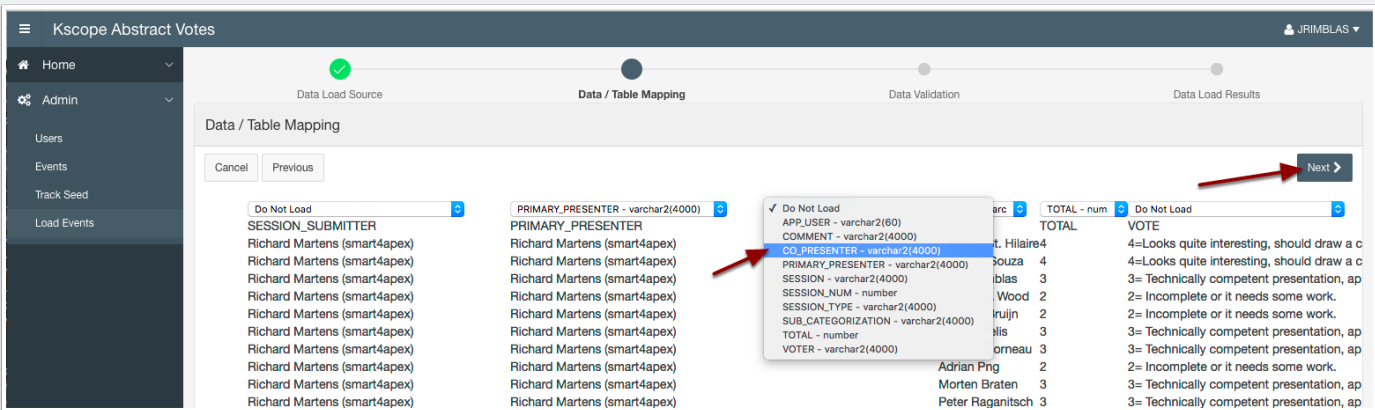 Kscope Abstract Votes
JRIMBLAS
Home
Admin
Users
Events
Track Seed
Load Events
Data Load Source
Data / Table Mapping
Data Validation
Data Load Results
Data / Table Mapping
Cancel Previous Next
Do Not Load PRIMARY_PRESENTER - varchar2(4000) arc TOTAL - num Do Not Load
SESSION_SUBMITTER PRIMARY_PRESENTER TOTAL VOTE
Richard Martens (smart4apex) Richard Martens (smart4apex) t. Hilaire 4 4=Looks quite interesting, should draw a c
Richard Martens (smart4apex) Richard Martens (smart4apex) Souza 4 4=Looks quite interesting, should draw a c
Richard Martens (smart4apex) Richard Martens (smart4apex) blas 3 3= Technically competent presentation, ap
Richard Martens (smart4apex) Richard Martens (smart4apex) Wood 2 2= Incomplete or it needs some work.
Richard Martens (smart4apex) Richard Martens (smart4apex) ruijn 2 2= Incomplete or it needs some work.
Richard Martens (smart4apex) Richard Martens (smart4apex) elis 3 3= Technically competent presentation, ap
Richard Martens (smart4apex) Richard Martens (smart4apex) orneau 3 3= Technically competent presentation, ap
Richard Martens (smart4apex) Richard Martens (smart4apex) Adrian Png 2 2= Incomplete or it needs some work.
Richard Martens (smart4apex) Richard Martens (smart4apex) Morten Braten 3 3= Technically competent presentation, ap
Richard Martens (smart4apex) Richard Martens (smart4apex) Peter Raganitsch 3 3= Technically competent presentation, ap
Do Not Load
APP_USER - varchar2(60)
COMMENT - varchar2(4000)
CO_PRESENTER - varchar2(4000)
PRIMARY_PRESENTER - varchar2(4000)
SESSION - varchar2(4000)
SESSION_NUM - number
SESSION_TYPE - varchar2(4000)
SUB_CATEGORIZATION - varchar2(4000)
TOTAL - number
VOTER - varchar2(4000)